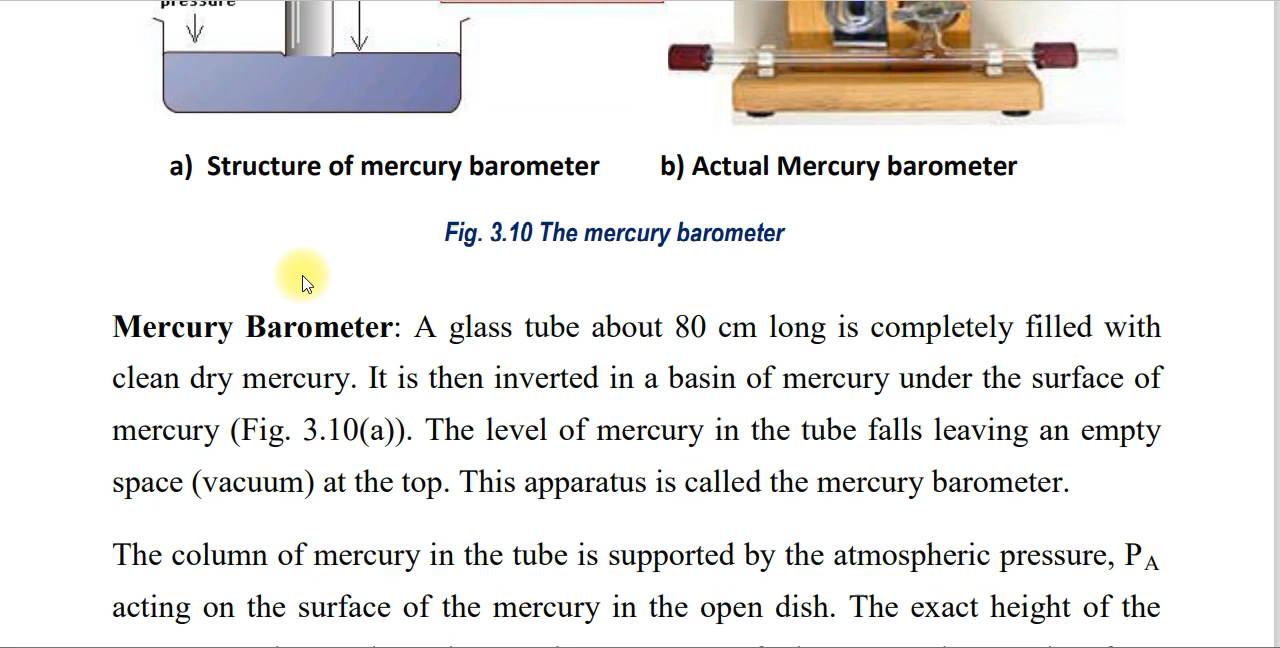 pressure
a) Structure of mercury barometer
b) Actual Mercury barometer
Fig. 3.10 The mercury barometer
Mercury Barometer: A glass tube about 80 cm long is completely filled with
clean dry mercury. It is then inverted in a basin of mercury under the surface of
mercury (Fig. 3.10(a)). The level of mercury in the tube falls leaving an empty
space (vacuum) at the top. This apparatus is called the mercury barometer.
The column of mercury in the tube is supported by the atmospheric pressure, PA
acting on the surface of the mercury in the open dish. The exact height of the